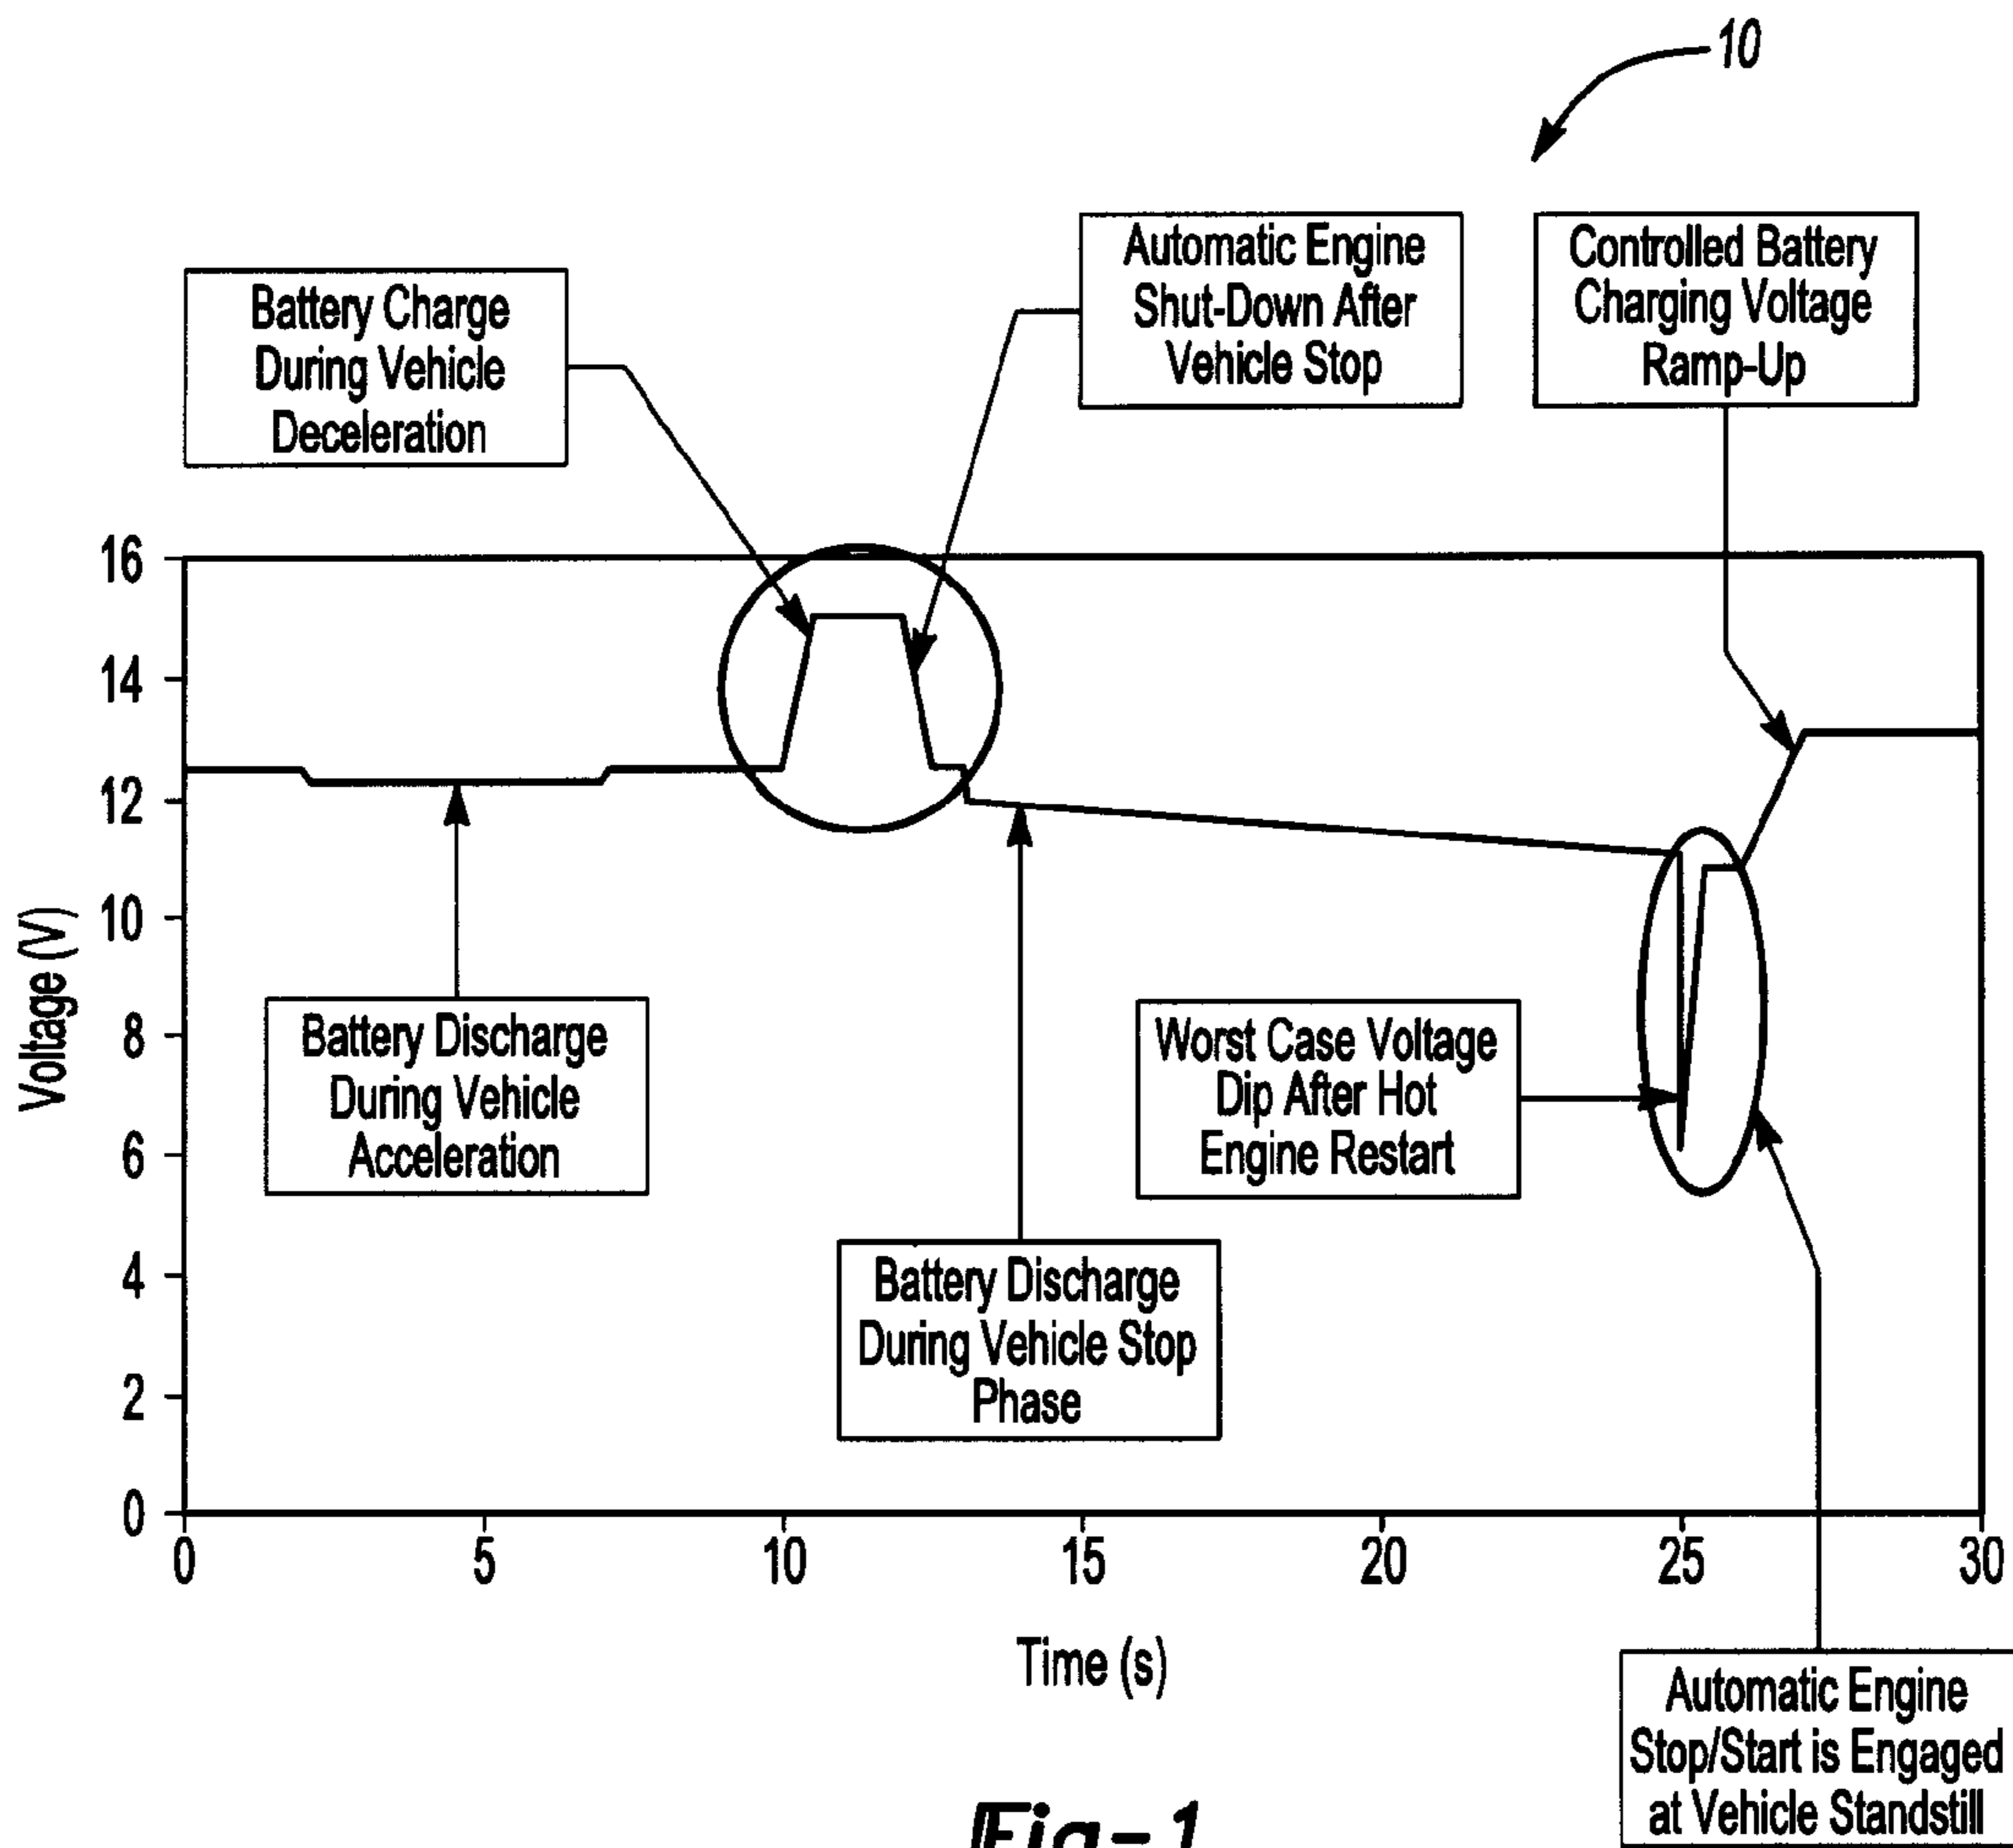 10
Automatic Engine
Shut-Down After
Vehicle Stop
Controlled Battery
Charging Voltage
Ramp-Up
Battery Charge
During Vehicle
Deceleration
16
14
12
10
8
6
4
2
0
Voltage (V)
Battery Discharge
During Vehicle
Acceleration
Worst Case Voltage
Dip After Hot
Engine Restart
Battery Discharge
During Vehicle Stop
Phase
0 5 10 15 20 25 30
Time (s)
Automatic Engine
Stop/Start is Engaged
at Vehicle Standstill
Fig-1